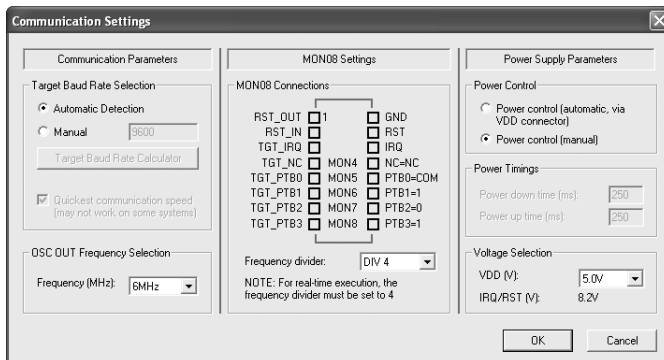 Communication Settings
Communication Parameters
Target Baud Rate Selection
Automatic Detection
Manual 9600
Target Baud Rate Calculator
Quickest communication speed
(may not work on some systems)
OSC OUT Frequency Selection
Frequency (MHz): 6MHz
MON08 Settings
MON08 Connections
RST_OUT 1 GND
RST_IN RST
TGT_IRQ IRQ
TGT_NC MON4 NC=NC
TGT_PTB0 MON5 PTB0=COM
TGT_PTB1 MON6 PTB1=1
TGT_PTB2 MON7 PTB2=0
TGT_PTB3 MON8 PTB3=1
Frequency divider: DIV 4
NOTE: For real-time execution, the
frequency divider must be set to 4
Power Supply Parameters
Power Control
Power control (automatic, via
VDD connector)
Power control (manual)
Power Timings
Power down time (ms): 250
Power up time (ms): 250
Voltage Selection
VDD (V): 5.0V
IRQ/RST (V): 8.2V
OK Cancel